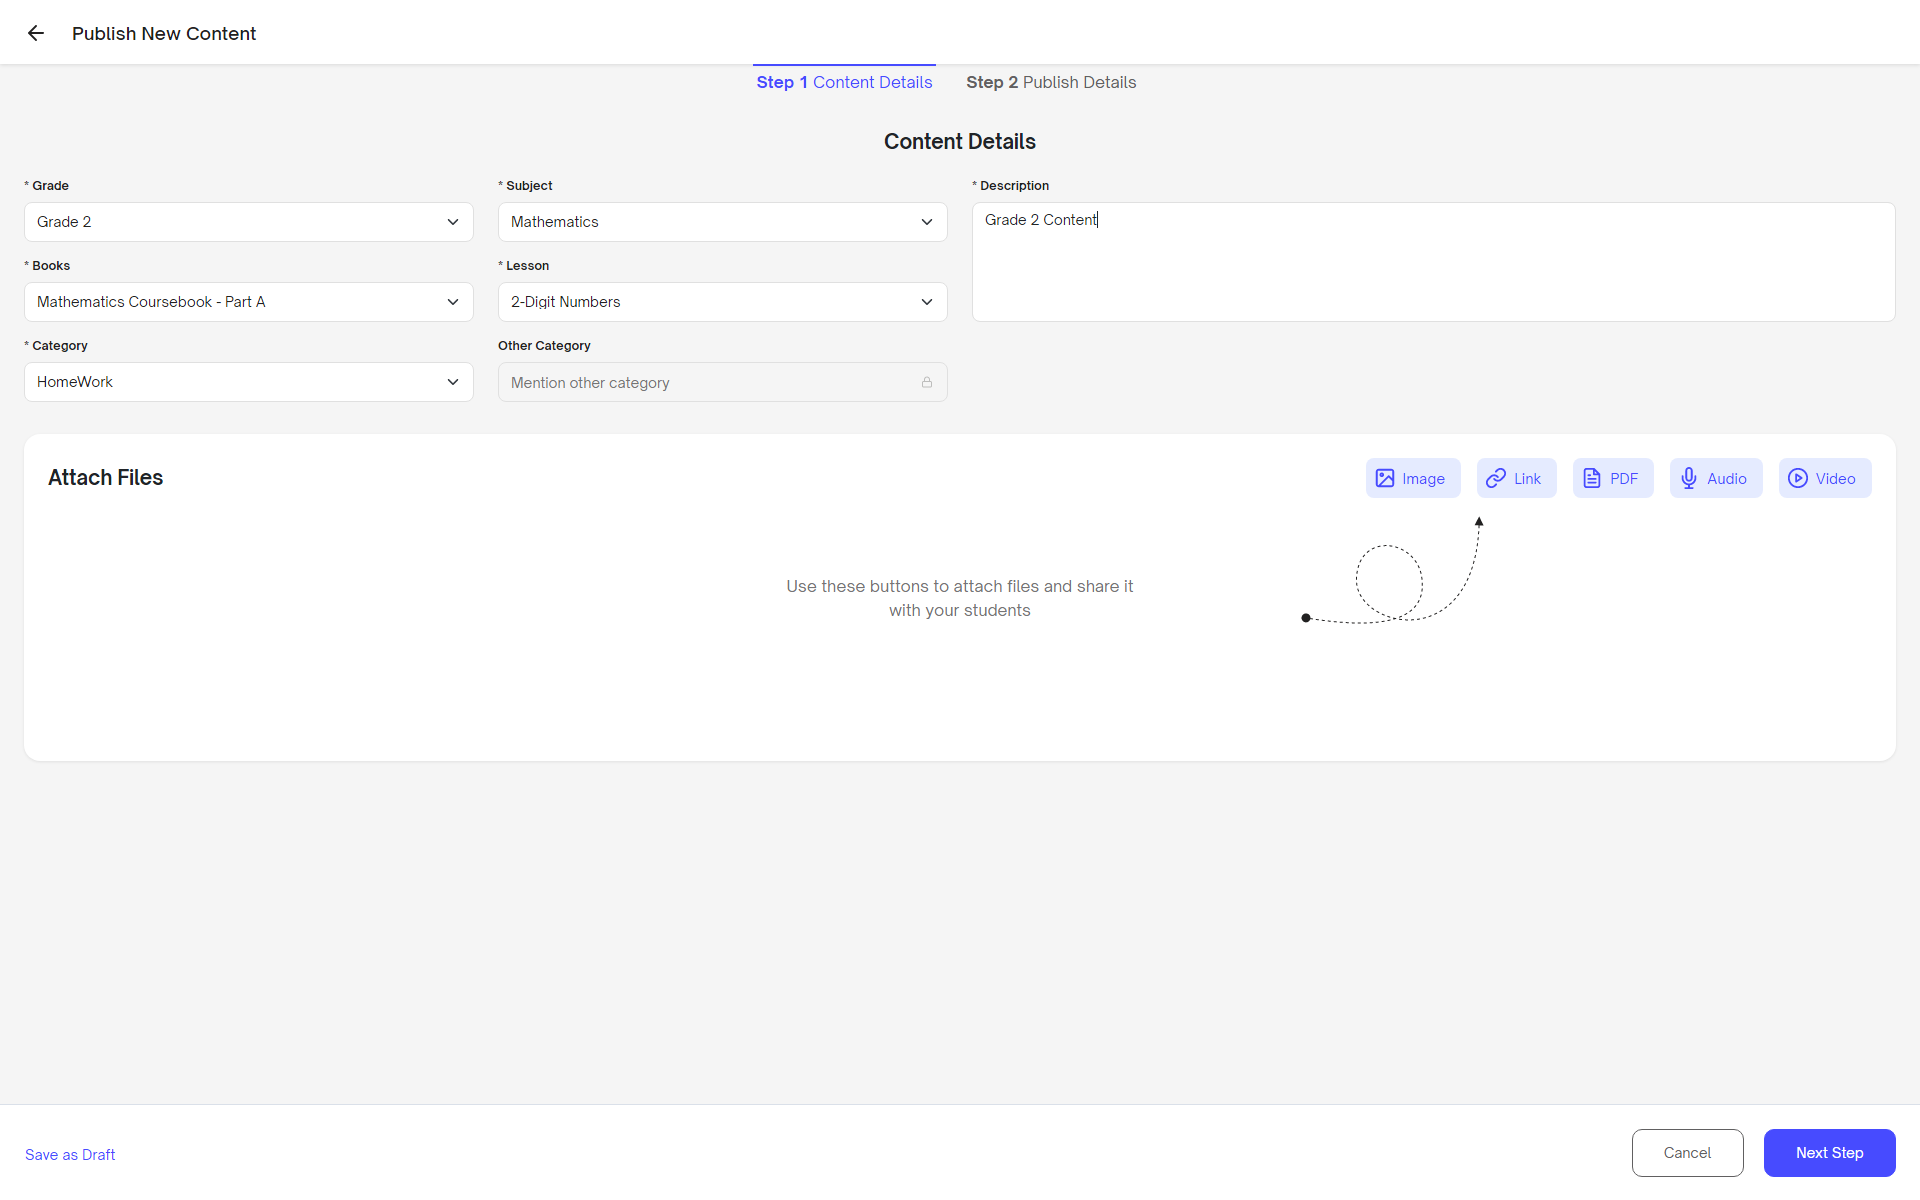 Publish New Content
Step 1 Content Details
Step 2 Publish Details
Content Details
* Grade
Grade 2
* Subject
Mathematics
* Description
Grade 2 Content
* Books
Mathematics Coursebook - Part A
* Lesson
2-Digit Numbers
* Category
HomeWork
Other Category
Mention other category
Attach Files
Image
Link
PDF
Audio
Video
Use these buttons to attach files and share it
with your students
Save as Draft
Cancel
Next Step